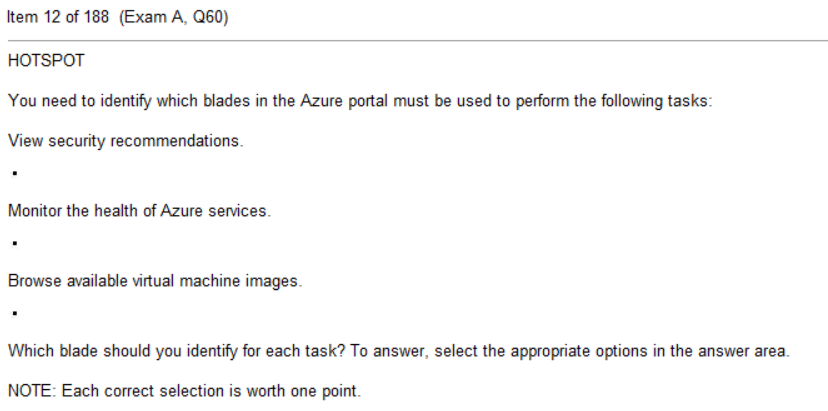 Item 12 of 188 (Exam A, Q60)
HOTSPOT
You need to identify which blades in the Azure portal must be used to perform the following tasks:
View security recommendations.
▪
Monitor the health of Azure services.
▪
Browse available virtual machine images.
▪
Which blade should you identify for each task? To answer, select the appropriate options in the answer area.
NOTE: Each correct selection is worth one point.